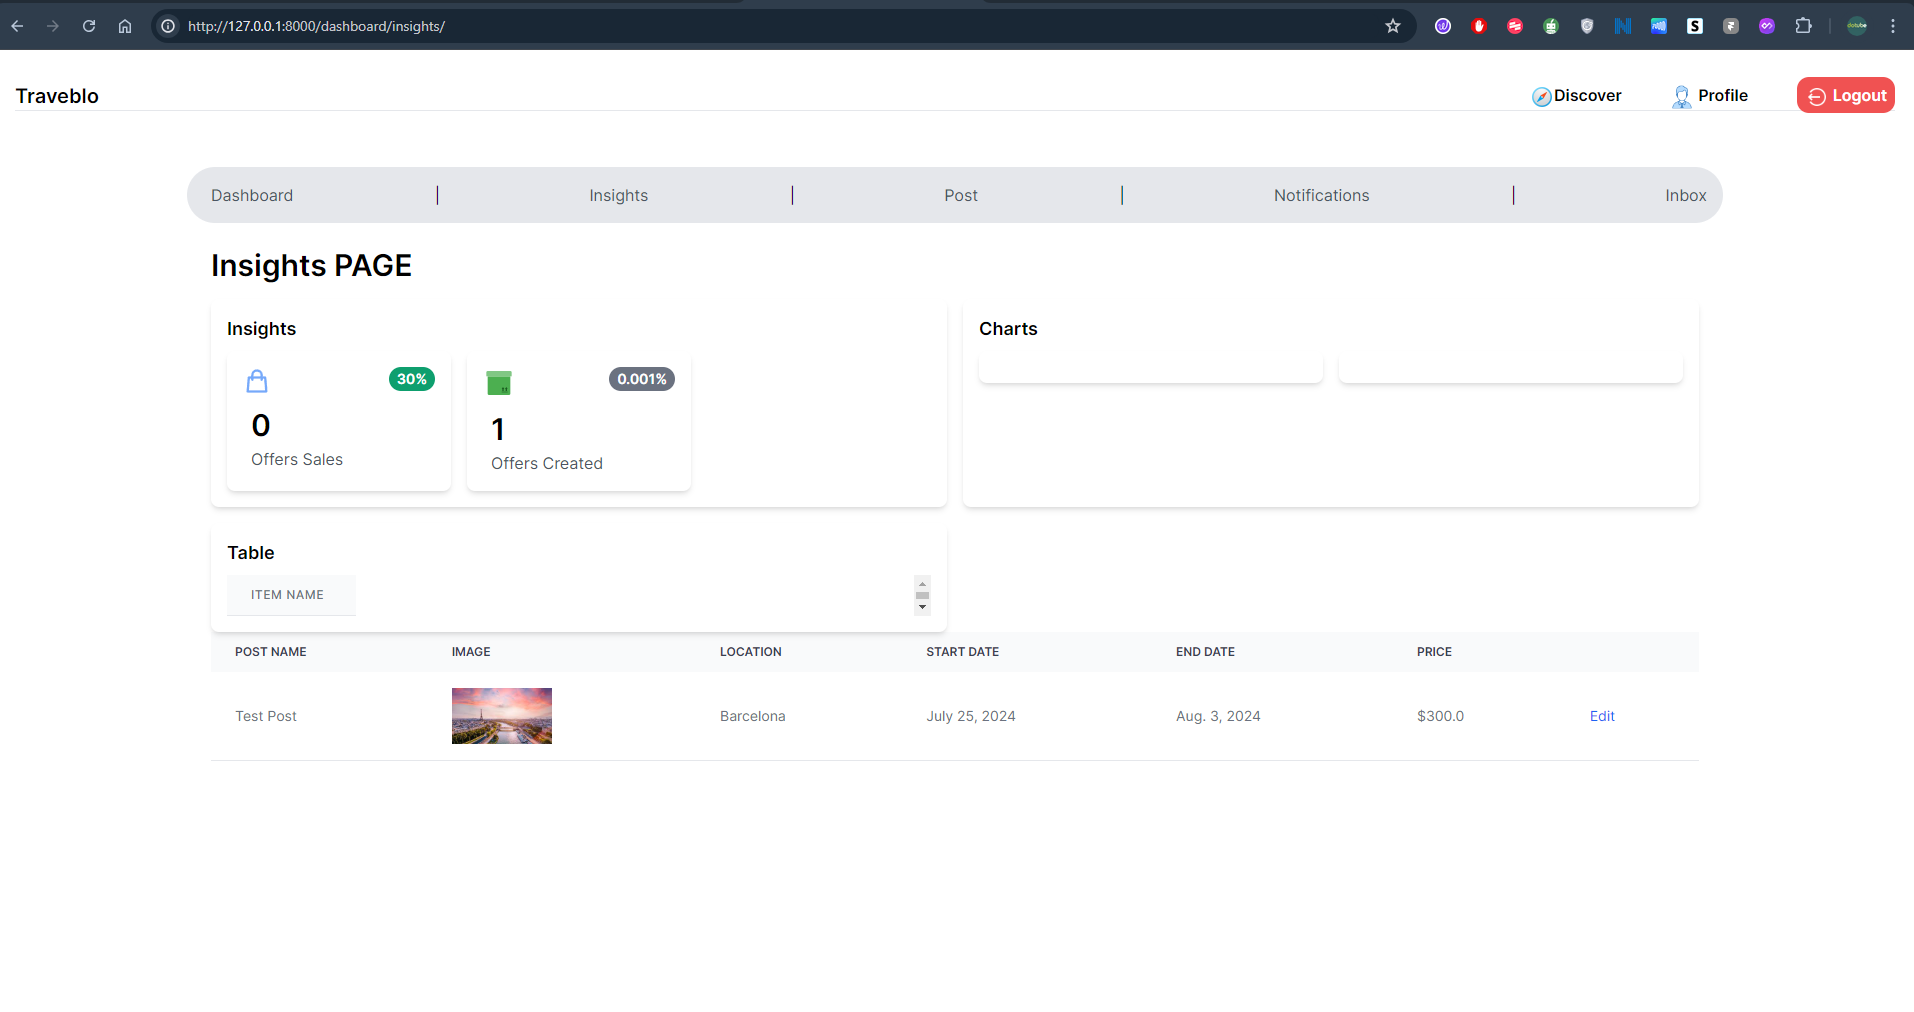 http://127.0.0.1:8000/dashboard/insights/
Traveblo
Discover
Profile
Logout
Dashboard | Insights | Post | Notifications | Inbox
Insights PAGE
Insights
30%
0
Offers Sales
0.001%
1
Offers Created
Charts
Table
ITEM NAME
POST NAME IMAGE LOCATION START DATE END DATE PRICE
Test Post Barcelona July 25, 2024 Aug. 3, 2024 $300.0 Edit